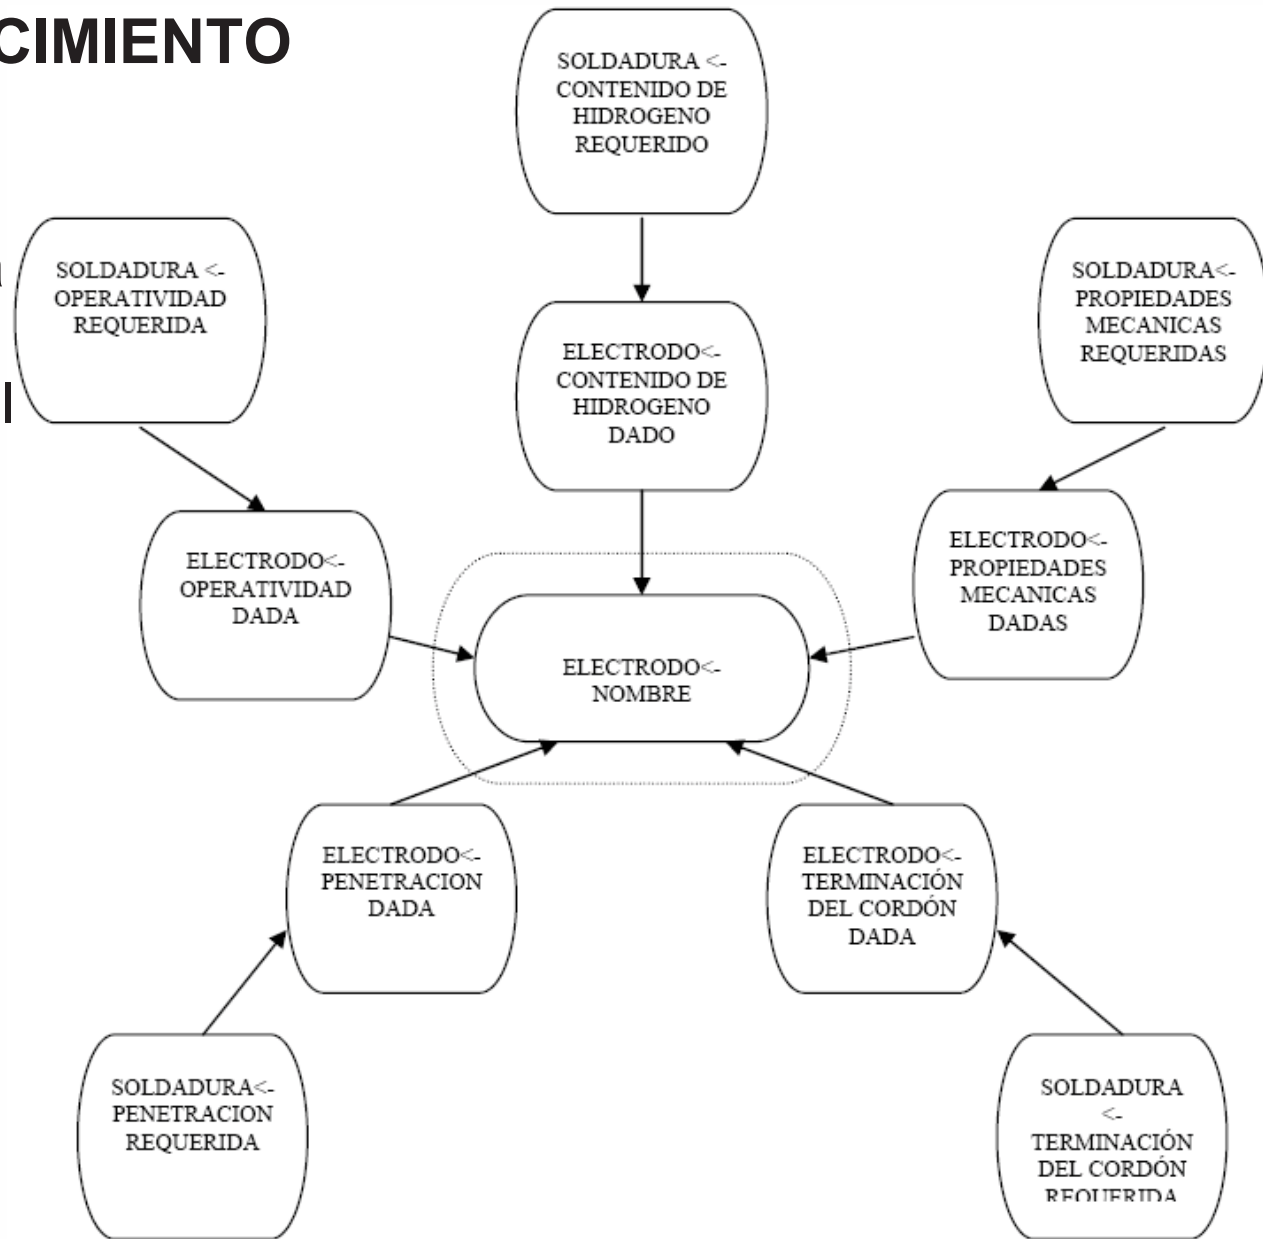 CIMIENTO
SOLDADURA <-
CONTENIDO DE
HIDROGENO
REQUERIDO
SOLDADURA <-
OPERATIVIDAD
REQUERIDA
SOLDADURA<-
PROPIEDADES
MECANICAS
REQUERIDAS
ELECTRODO<-
CONTENIDO DE
HIDROGENO
DADO
ELECTRODO<-
OPERATIVIDAD
DADA
ELECTRODO<-
PROPIEDADES
MECANICAS
DADAS
ELECTRODO<-
NOMBRE
ELECTRODO<-
PENETRACION
DADA
ELECTRODO<-
TERMINACIÓN
DEL CORDÓN
DADA
SOLDADURA<-
PENETRACION
REQUERIDA
SOLDADURA
<-
TERMINACIÓN
DEL CORDÓN
REQUERIDA